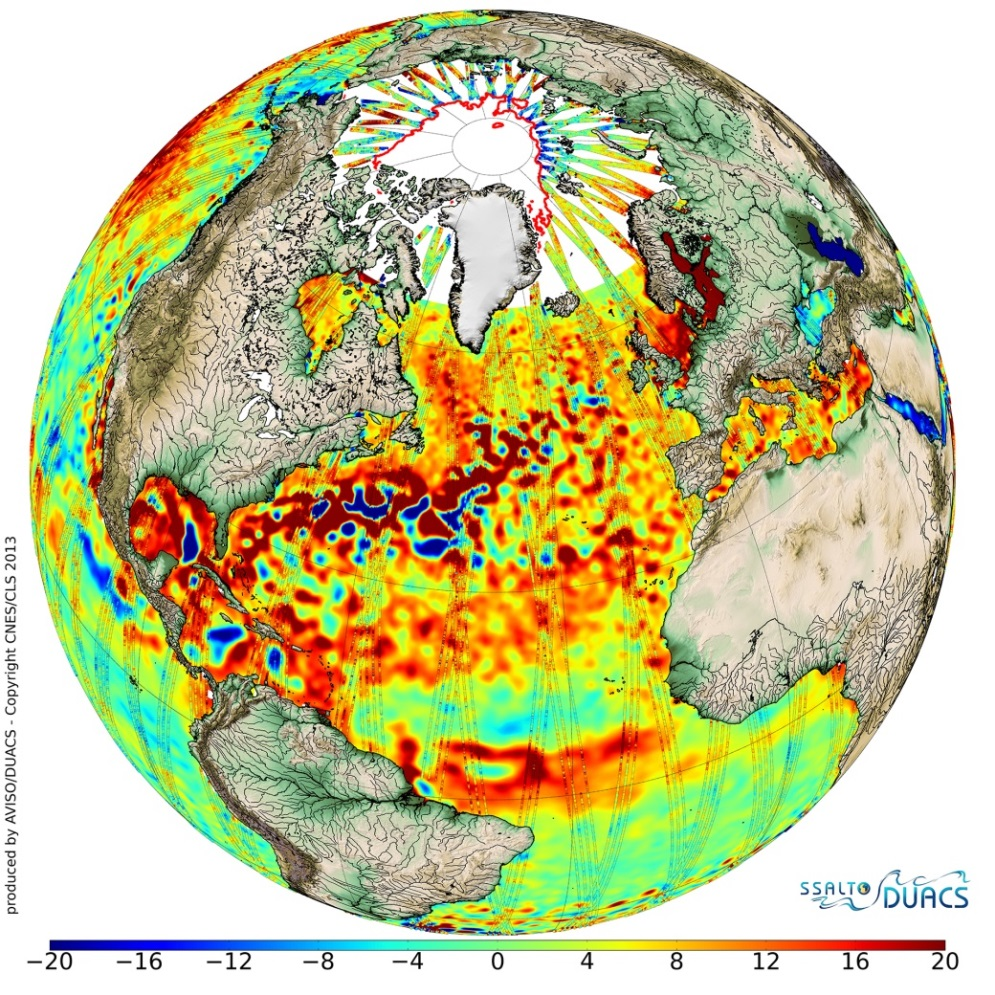 produced by AVISO/DUACS - Copyright CNES/CLS 2013
SSALTO
DUACS
−20 −16 −12 −8 −4 0 4 8 12 16 20